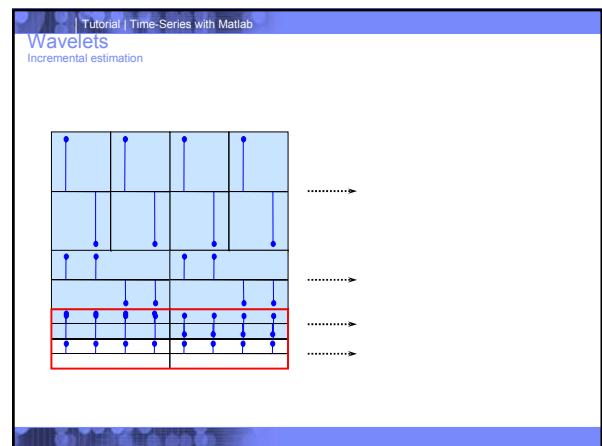 Tutorial | Time-Series with Matlab
Wavelets
Incremental estimation